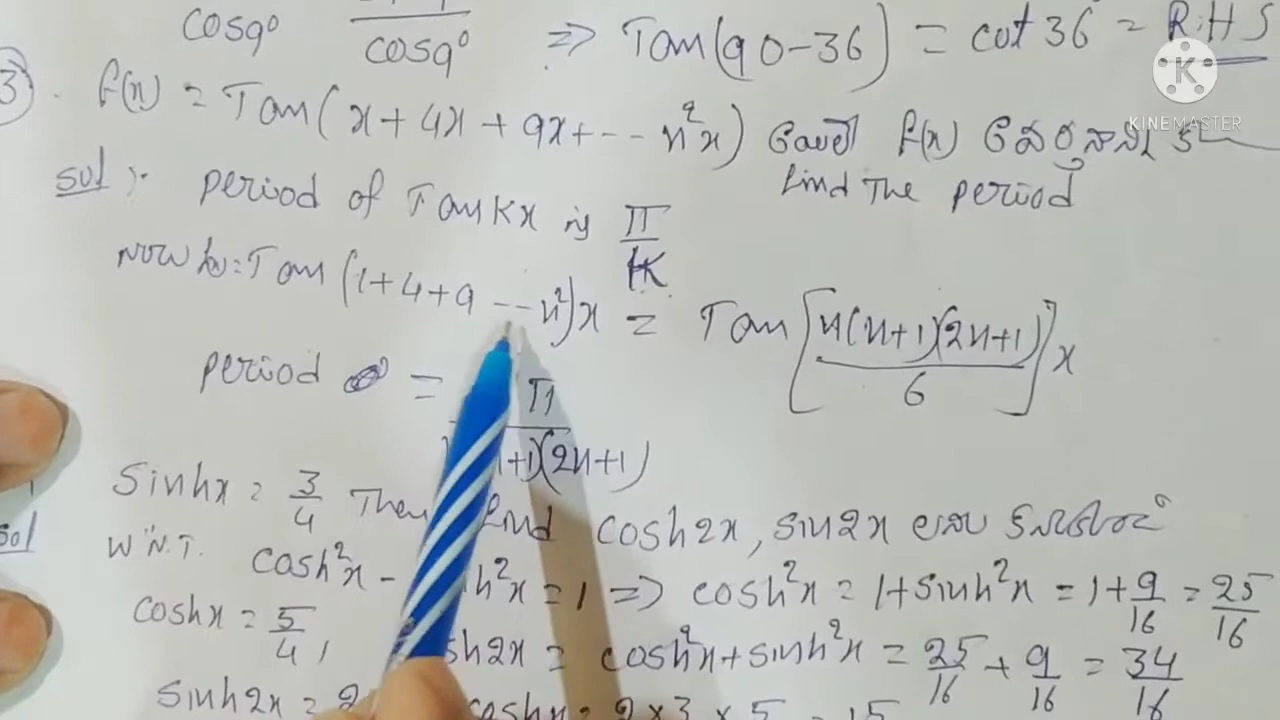 cos9° cos9° ⇒ Tan(90-36) = cot 36° = R.H.S
3) . f(x) = Tan(x+4x+9x+--- n²x) f(x)
find The period
Sol :- period of Tan Kx is π/K
Now f(x)=Tan(1+4+9 --- n²)x = Tan[n(n+1)(2n+1)/6]x
period = π +1)(2n+1)
Sinhx = 3/4 Then find cosh2x, sin2x
Sol W.N.T. cosh²x - h²x = 1 ⇒ cosh²x = 1+sinh²x = 1+9/16 = 25/16
coshx = 5/4, sh2x = cosh²x+sinh²x = 25/16 + 9/16 = 34/16
sinh2x = 2 coshx = 2×3 × 5 = 15
KINEMASTER